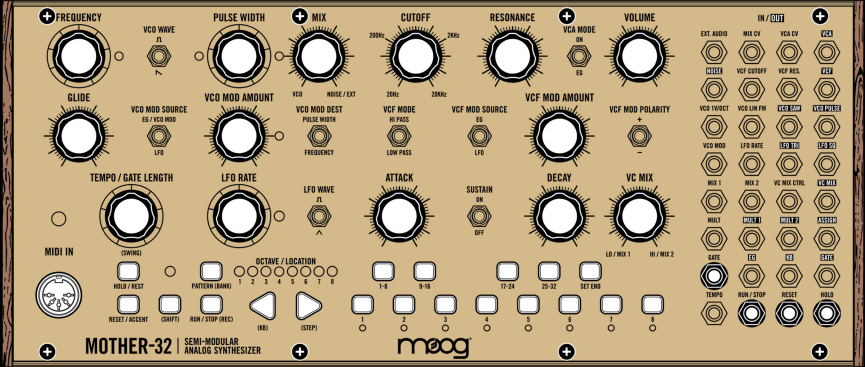 FREQUENCY
VCO WAVE
PULSE WIDTH
MIX
VCO
NOISE / EXT
CUTOFF
200Hz
2KHz
20Hz
20KHz
RESONANCE
VCA MODE
ON
EG
VOLUME
GLIDE
VCO MOD SOURCE
EG / VCO MOD
LFO
VCO MOD AMOUNT
VCO MOD DEST
PULSE WIDTH
FREQUENCY
VCF MODE
HI PASS
LOW PASS
VCF MOD SOURCE
EG
LFO
VCF MOD AMOUNT
VCF MOD POLARITY
+
–
TEMPO / GATE LENGTH
(SWING)
LFO RATE
LFO WAVE
ATTACK
SUSTAIN
ON
OFF
DECAY
VC MIX
LO / MIX 1
HI / MIX 2
MIDI IN
HOLD / REST
PATTERN (BANK)
OCTAVE / LOCATION
1 2 3 4 5 6 7 8
1-8
9-16
17-24
25-32
SET END
RESET / ACCENT
(SHIFT)
RUN / STOP (REC)
(KB)
(STEP)
1 2 3 4 5 6 7 8
MOTHER-32
SEMI-MODULAR
ANALOG SYNTHESIZER
moog
IN / OUT
EXT. AUDIO MIX CV VCA CV VCA
NOISE VCF CUTOFF VCF RES. VCF
VCO 1V/OCT VCO LIN FM VCO SAW VCO PULSE
VCO MOD LFO RATE LFO TRI LFO SQ
MIX 1 MIX 2 VC MIX CTRL VC MIX
MULT MULT 1 MULT 2 ASSIGN
GATE EG KB GATE
TEMPO RUN / STOP RESET HOLD